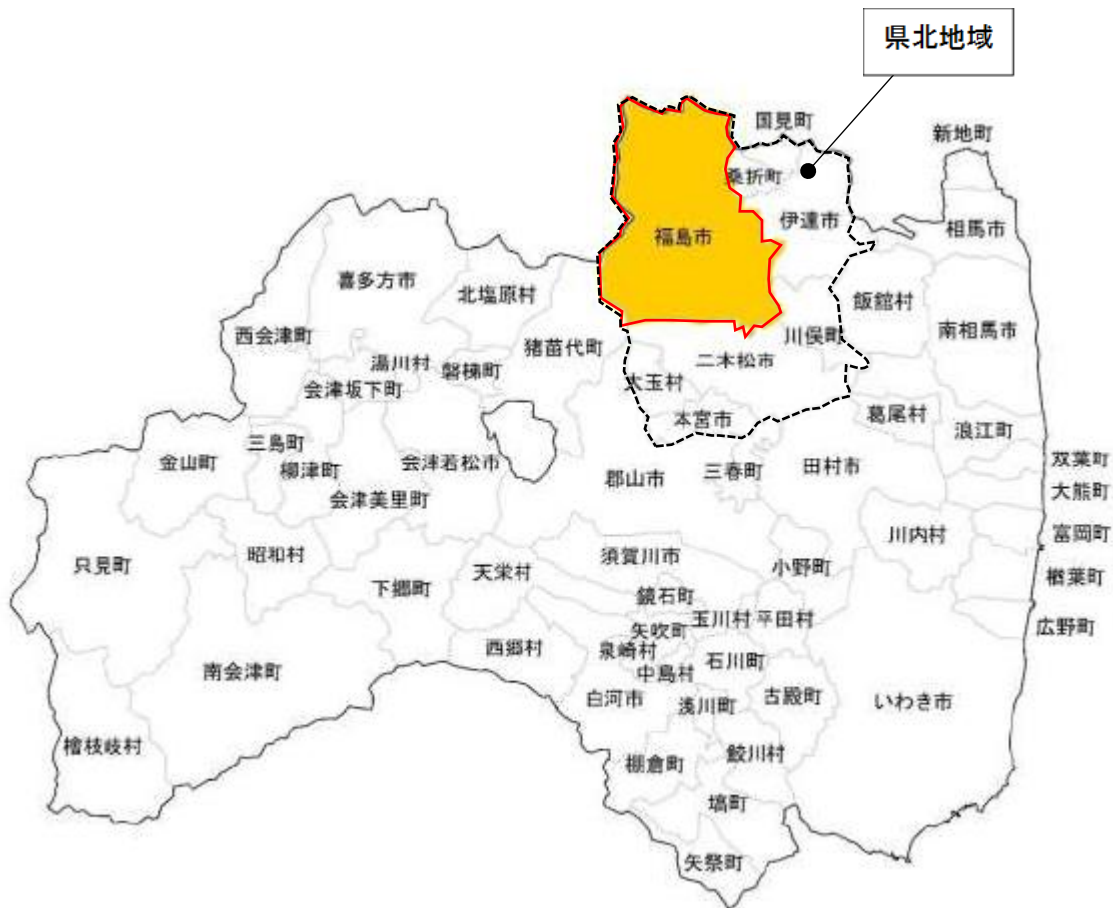 県北地域
国見町
新地町
桑折町
伊達市
相馬市
福島市
喜多方市
北塩原村
飯舘村
西会津町
南相馬市
猪苗代町
川俣町
湯川村
磐梯町
二本松市
会津坂下町
大玉村
本宮市
葛尾村
三島町
浪江町
金山町
柳津町
会津若松市
三春町
田村市
双葉町
郡山市
会津美里町
大熊町
川内村
富岡町
只見町
昭和村
須賀川市
天栄村
小野町
下郷町
楢葉町
鏡石町
玉川村
平田村
矢吹町
広野町
泉崎村
西郷村
石川町
南会津町
中島村
白河市
浅川町
古殿町
いわき市
檜枝岐村
棚倉町
鮫川村
塙町
矢祭町